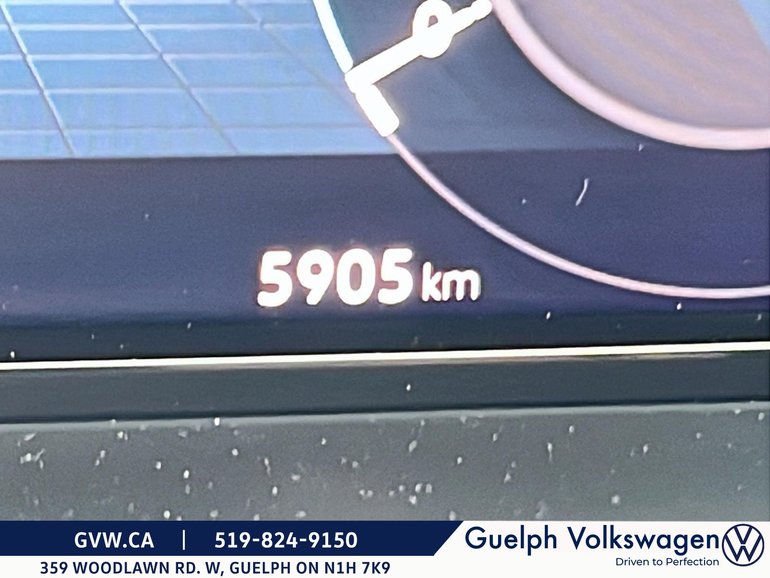 5905 km
GVW.CA | 519-824-9150
359 WOODLAWN RD. W, GUELPH ON N1H 7K9
Guelph Volkswagen
Driven to Perfection